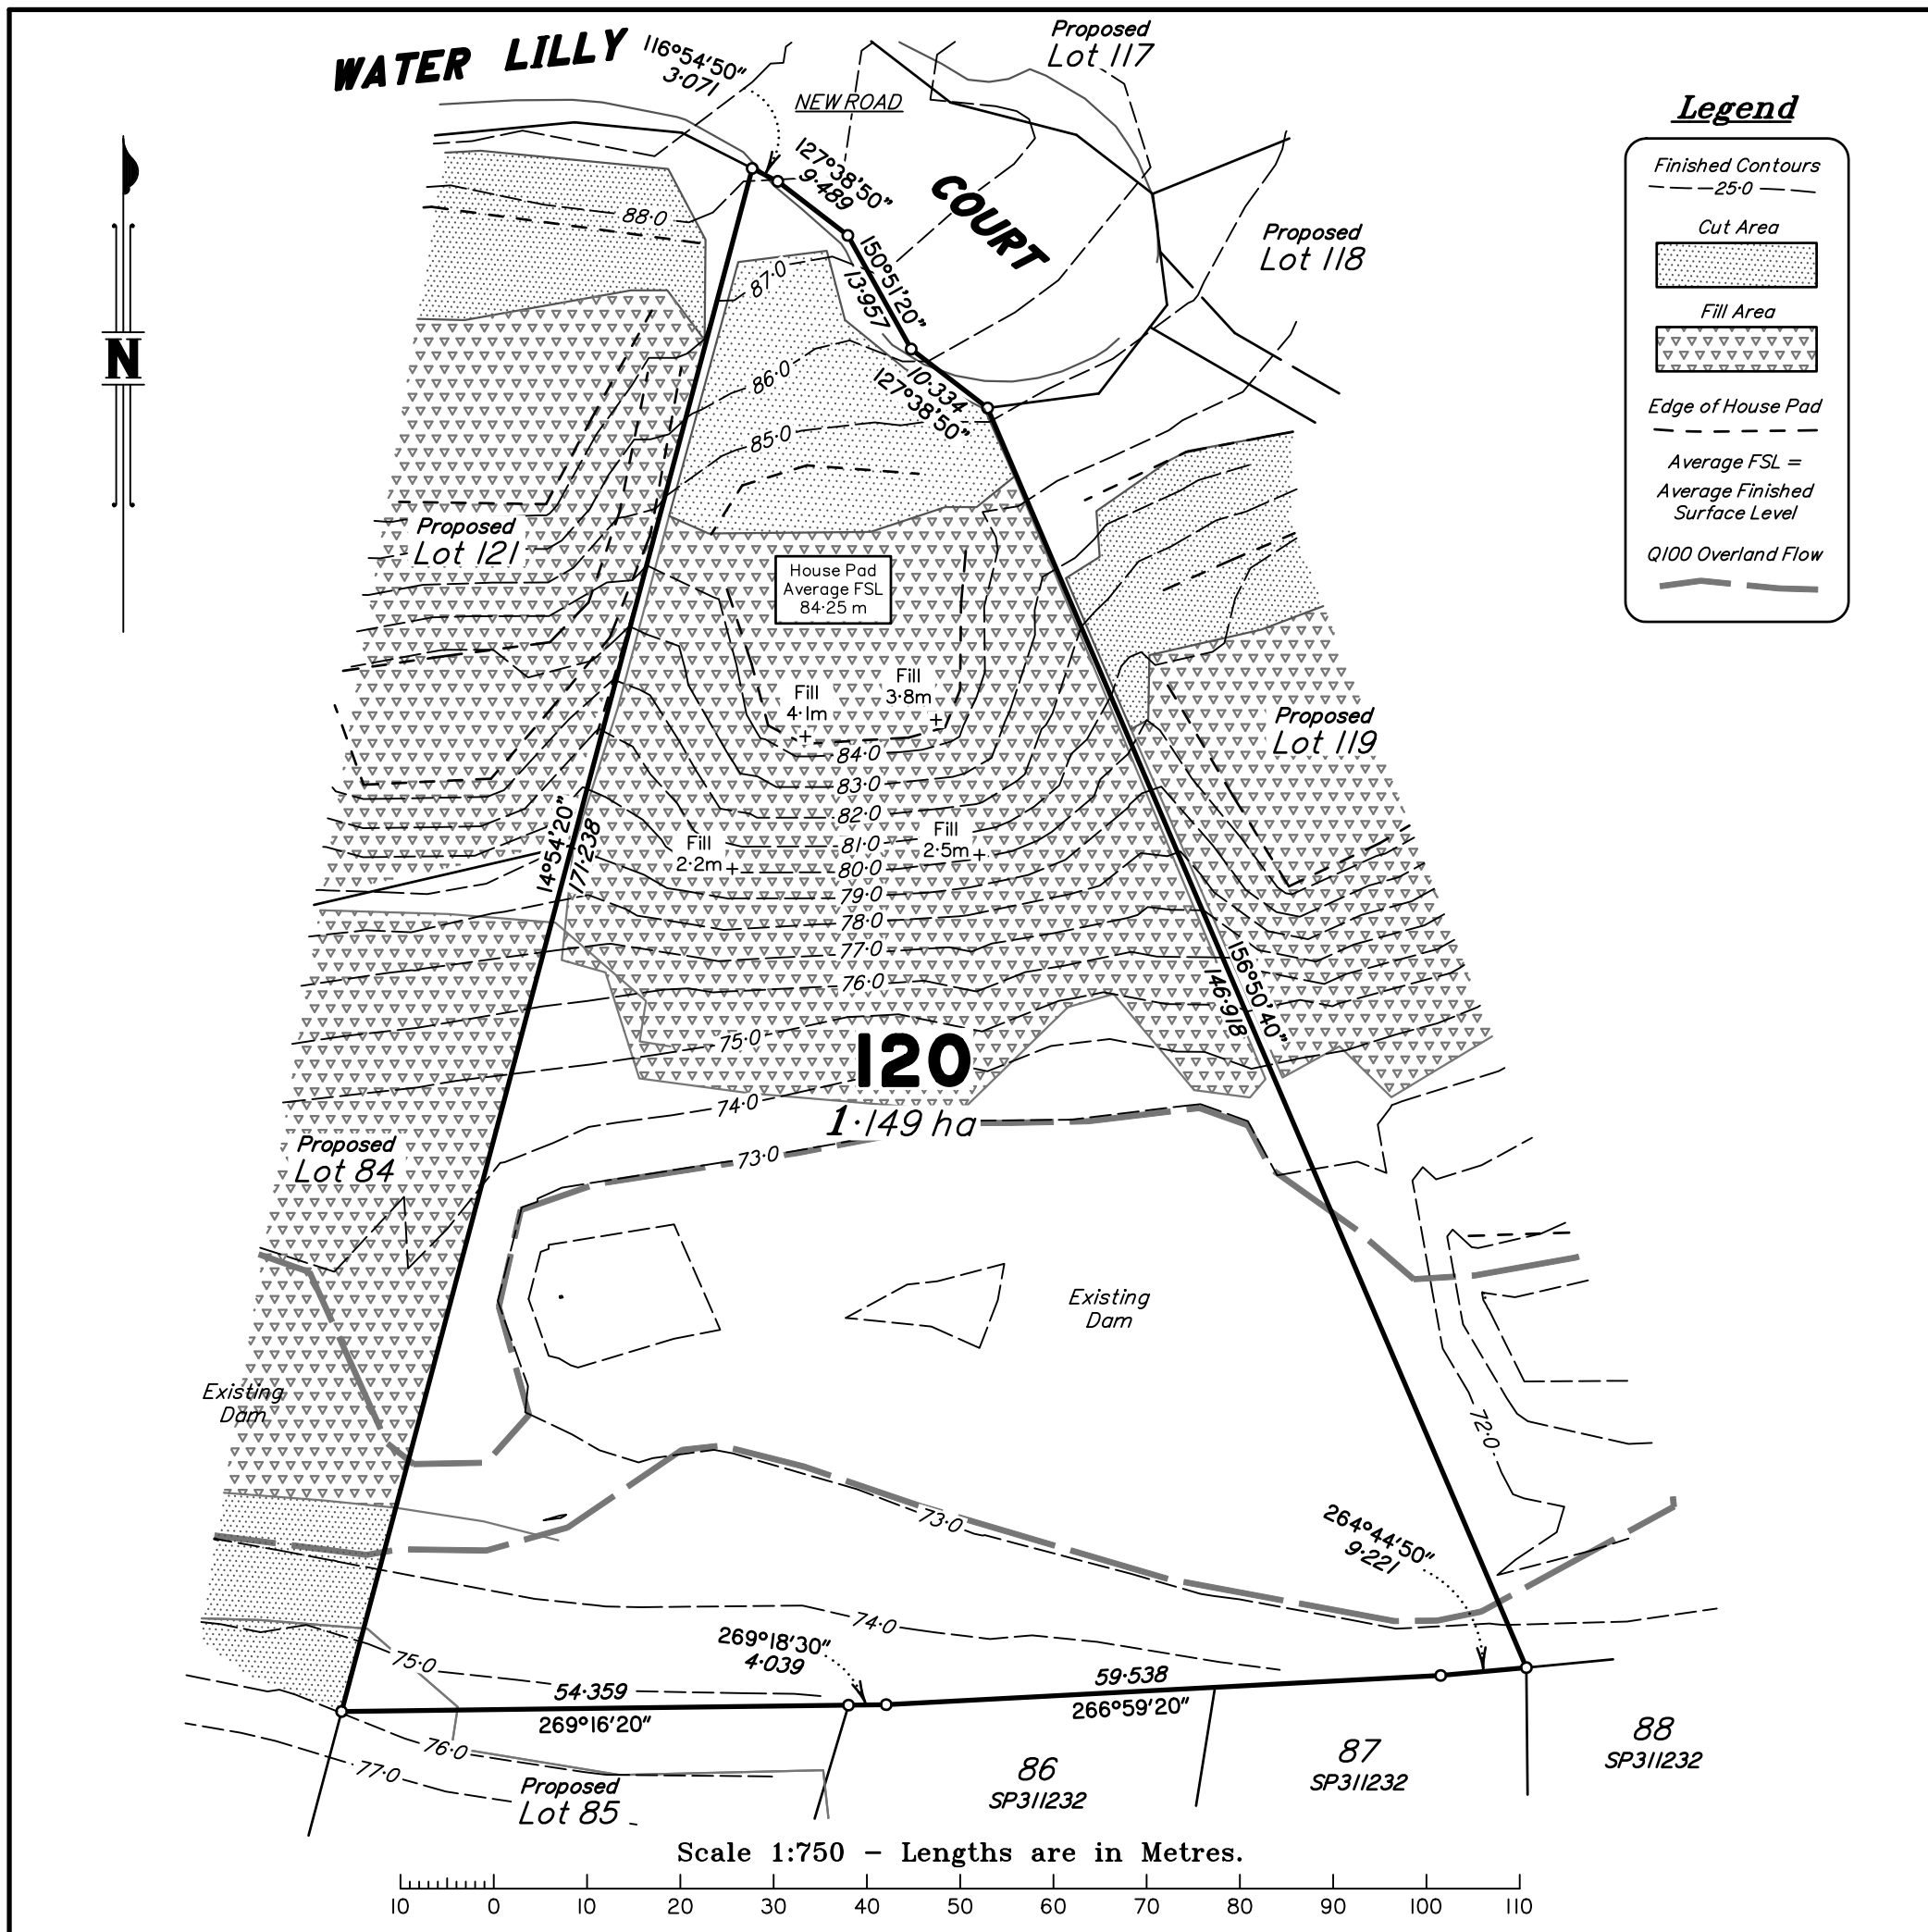 WATER LILLY
COURT
NEW ROAD
116°54'50"
3·071
127°38'50"
9·489
150°51'20"
13·957
10·334
127°38'50"
Proposed
Lot 117
Proposed
Lot 118
Proposed
Lot 119
Proposed
Lot 121
Proposed
Lot 84
Proposed
Lot 85
N
Legend
Finished Contours
25·0
Cut Area
Fill Area
Edge of House Pad
Average FSL =
Average Finished
Surface Level
Q100 Overland Flow
88·0
87·0
86·0
85·0
House Pad
Average FSL
84·25 m
Fill
4·1m
Fill
3·8m
84·0
83·0
82·0
81·0
80·0
79·0
78·0
77·0
76·0
75·0
74·0
73·0
Fill
2·2m
Fill
2·5m
14°54'20"
171·238
156°50'40"
146·918
120
1·149 ha
Existing
Dam
Existing
Dam
72·0
73·0
74·0
75·0
76·0
77·0
264°44'50"
9·221
269°18'30"
4·039
54·359
269°16'20"
59·538
266°59'20"
86
SP311232
87
SP311232
88
SP311232
Scale 1:750 – Lengths are in Metres.
10 0 10 20 30 40 50 60 70 80 90 100 110